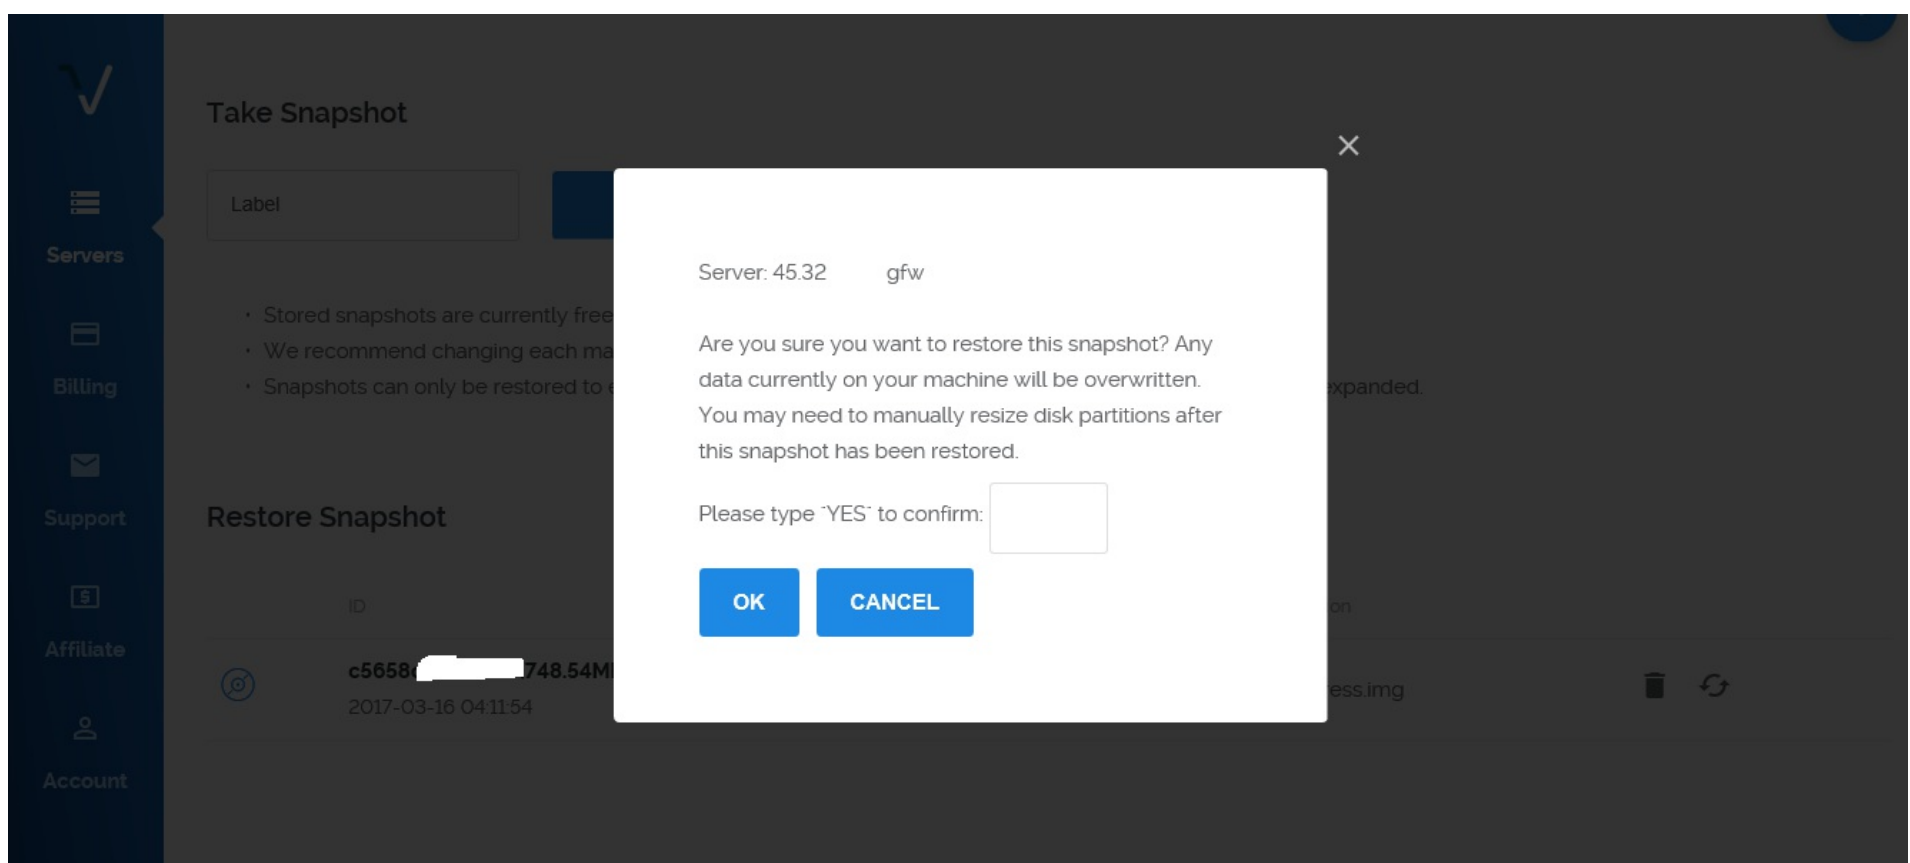 Take Snapshot
Label
Servers
Server: 45.32 gfw
Stored snapshots are currently free
Are you sure you want to restore this snapshot? Any
We recommend changing each ma
data currently on your machine will be overwritten.
Billing
Snapshots can only be restored to e
xpanded.
You may need to manually resize disk partitions after
this snapshot has been restored.
Support
Restore Snapshot
Please type "YES" to confirm:
OK
CANCEL
ID
on
Affiliate
c5658 748.54M
ess.img
2017-03-16 04:11:54
Account